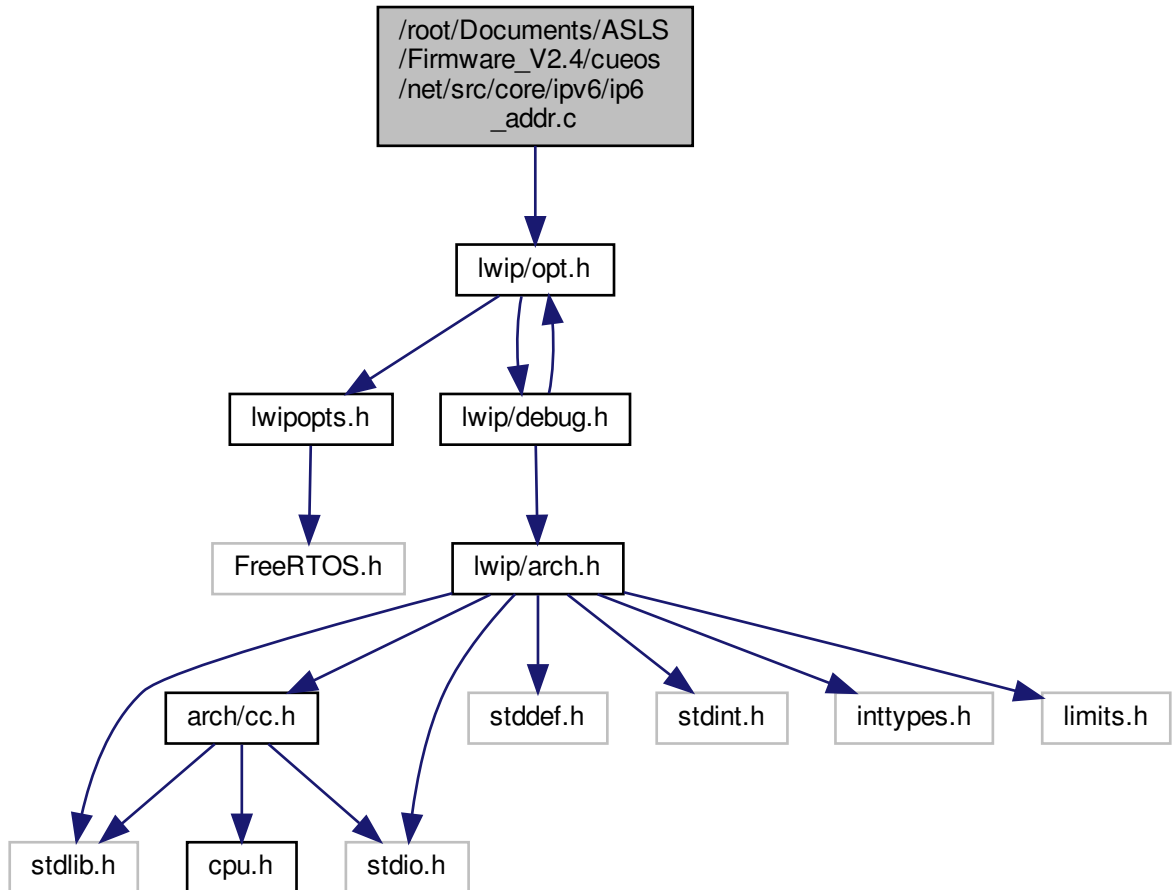 /root/Documents/ASLS
/Firmware_V2.4/cueos
/net/src/core/ipv6/ip6
_addr.c
lwip/opt.h
lwipopts.h
lwip/debug.h
FreeRTOS.h
lwip/arch.h
arch/cc.h
stddef.h
stdint.h
inttypes.h
limits.h
stdlib.h
cpu.h
stdio.h